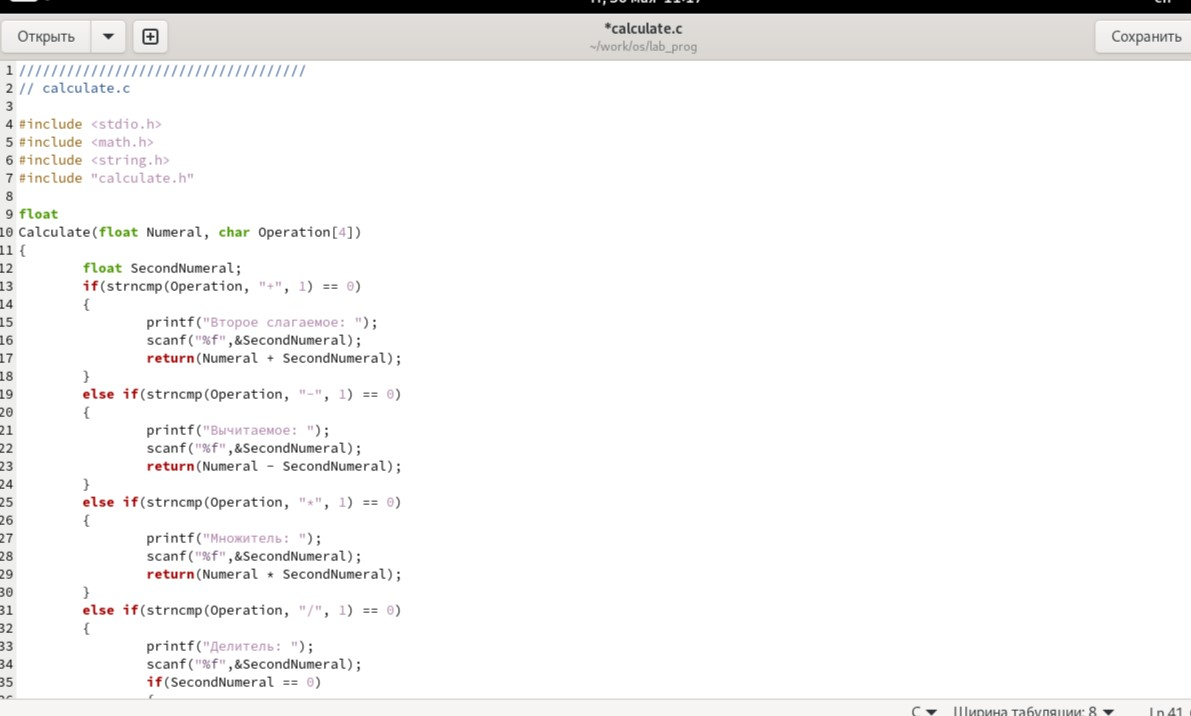 en
Открыть
*calculate.c
~/work/os/lab_prog
Сохранить
1 ////////////////////////////////////
2 // calculate.c
3
4 #include <stdio.h>
5 #include <math.h>
6 #include <string.h>
7 #include "calculate.h"
8
9 float
10 Calculate(float Numeral, char Operation[4])
11 {
12 float SecondNumeral;
13 if(strncmp(Operation, "+", 1) == 0)
14 {
15 printf("Второе слагаемое: ");
16 scanf("%f",&SecondNumeral);
17 return(Numeral + SecondNumeral);
18 }
19 else if(strncmp(Operation, "-", 1) == 0)
20 {
21 printf("Вычитаемое: ");
22 scanf("%f",&SecondNumeral);
23 return(Numeral - SecondNumeral);
24 }
25 else if(strncmp(Operation, "*", 1) == 0)
26 {
27 printf("Множитель: ");
28 scanf("%f",&SecondNumeral);
29 return(Numeral * SecondNumeral);
30 }
31 else if(strncmp(Operation, "/", 1) == 0)
32 {
33 printf("Делитель: ");
34 scanf("%f",&SecondNumeral);
35 if(SecondNumeral == 0)
C Ширина табуляции: 8 Ln 41